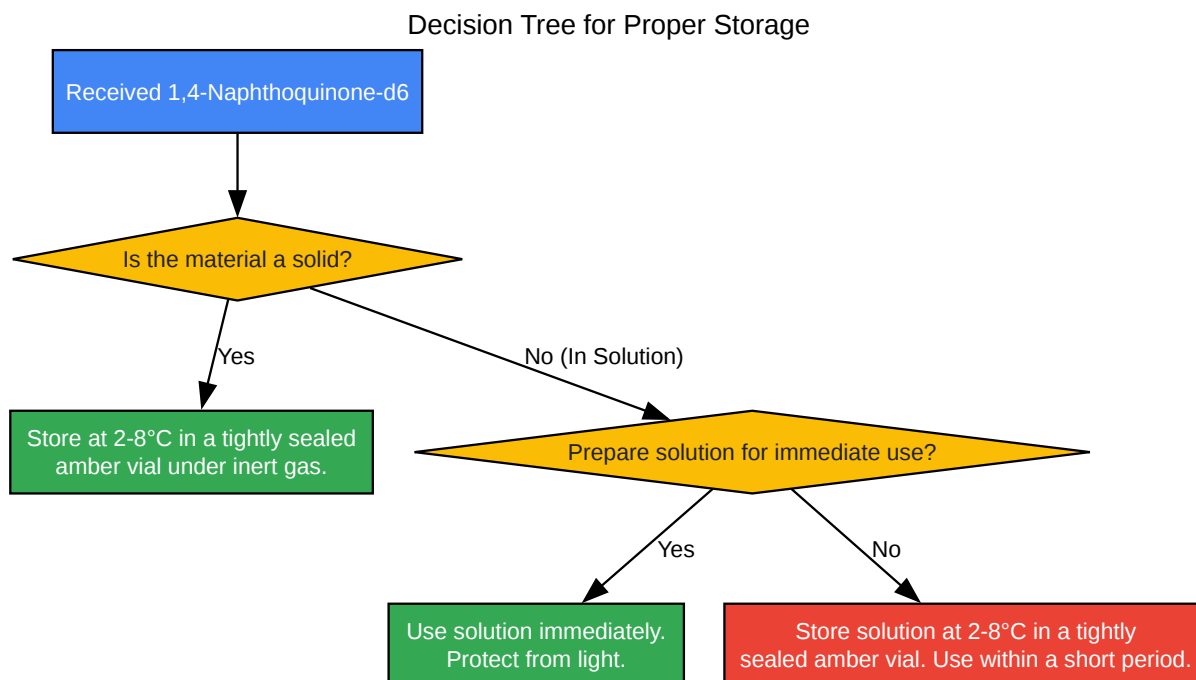 Decision Tree for Proper Storage
Received 1,4-Naphthoquinone-d6
Is the material a solid?
Yes
No (In Solution)
Store at 2-8°C in a tightly sealed
amber vial under inert gas.
Prepare solution for immediate use?
Yes
No
Use solution immediately.
Protect from light.
Store solution at 2-8°C in a tightly
sealed amber vial. Use within a short period.